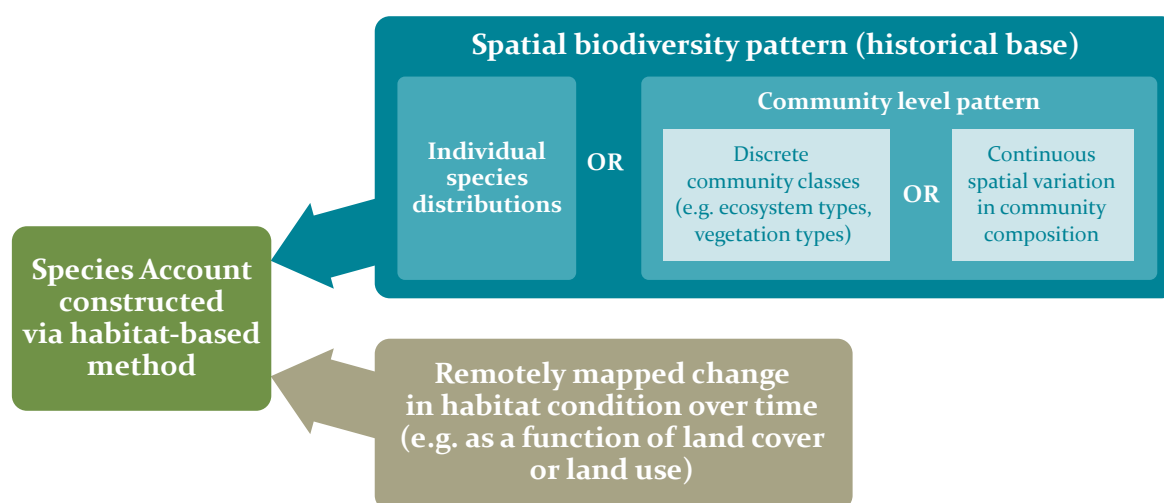 Spatial biodiversity pattern (historical base)
Individual
species
distributions
OR
Community level pattern
Discrete
community classes
(e.g. ecosystem types,
vegetation types)
OR
Continuous
spatial variation
in community
composition
Species Account
constructed
via habitat-based
method
Remotely mapped change
in habitat condition over time
(e.g. as a function of land cover
or land use)